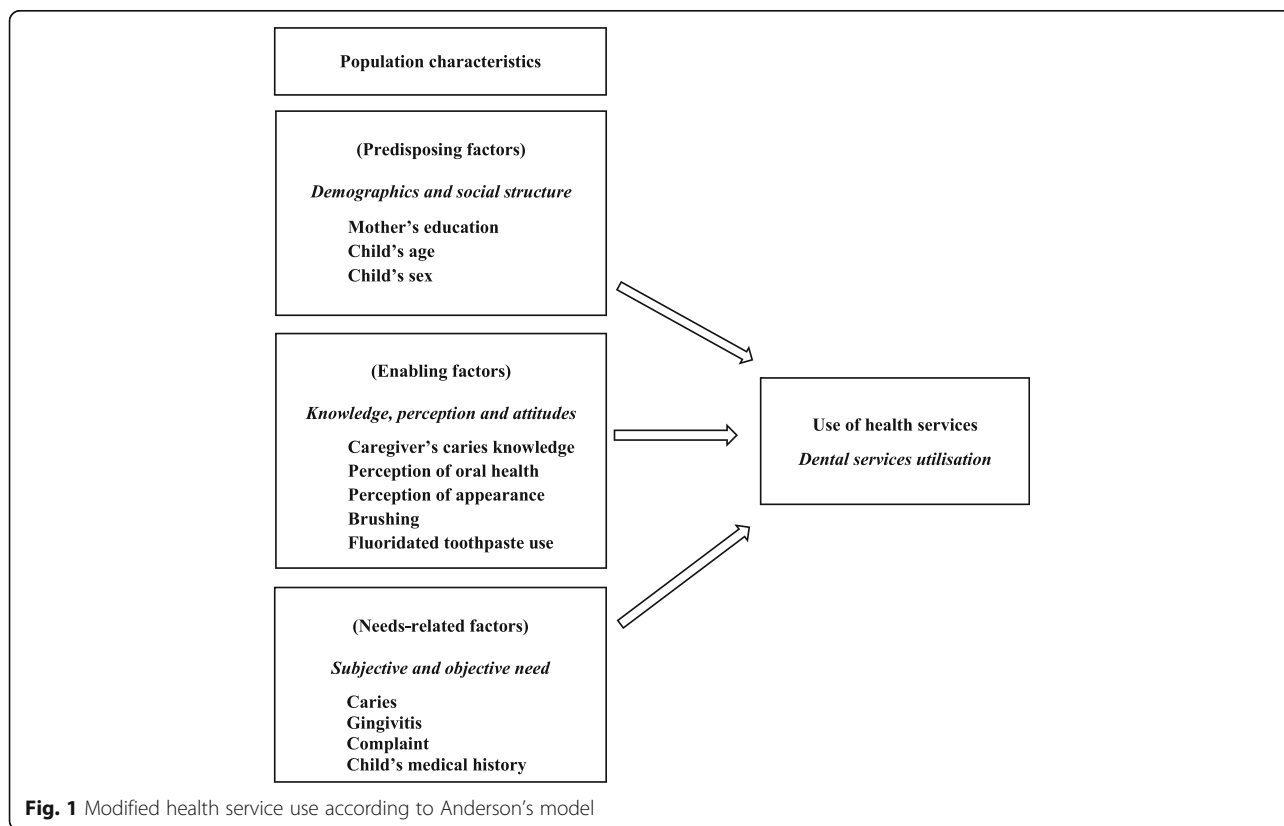 Population characteristics
(Predisposing factors)
Demographics and social structure
Mother's education
Child's age
Child's sex
(Enabling factors)
Knowledge, perception and attitudes
Caregiver's caries knowledge
Perception of oral health
Perception of appearance
Brushing
Fluoridated toothpaste use
(Needs-related factors)
Subjective and objective need
Caries
Gingivitis
Complaint
Child's medical history
Use of health services
Dental services utilisation
Fig. 1 Modified health service use according to Anderson's model